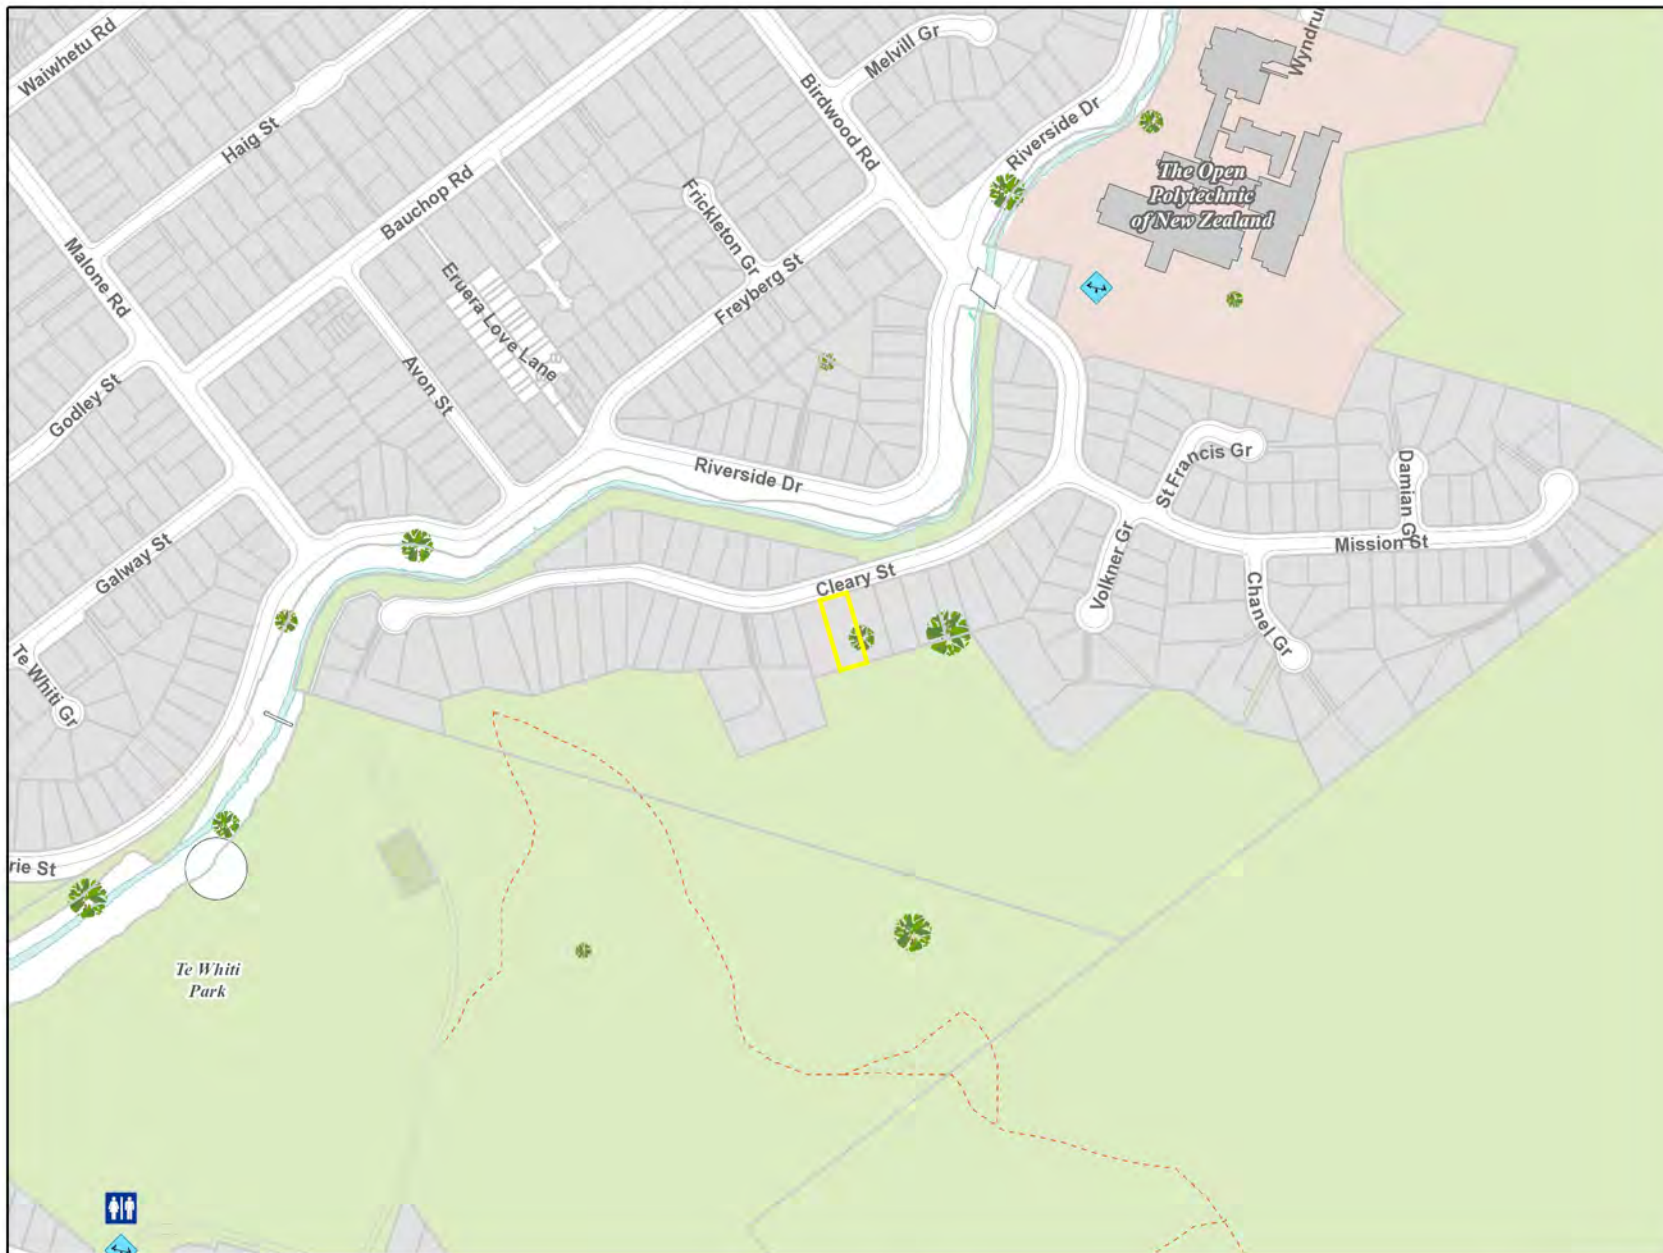 Waiwhetu Rd
Haig St
Melvill Gr
Birdwood Rd
Riverside Dr
The Open
Polytechnic
of New Zealand
Malone Rd
Bauchop Rd
Frickleton Gr
Eruera Love Lane
Freyberg St
Godley St
Avon St
Riverside Dr
St Francis Gr
Damian Gr
Mission St
Galway St
Cleary St
Volkner Gr
Chanel Gr
Te Whiti Gr
rie St
Te Whiti
Park